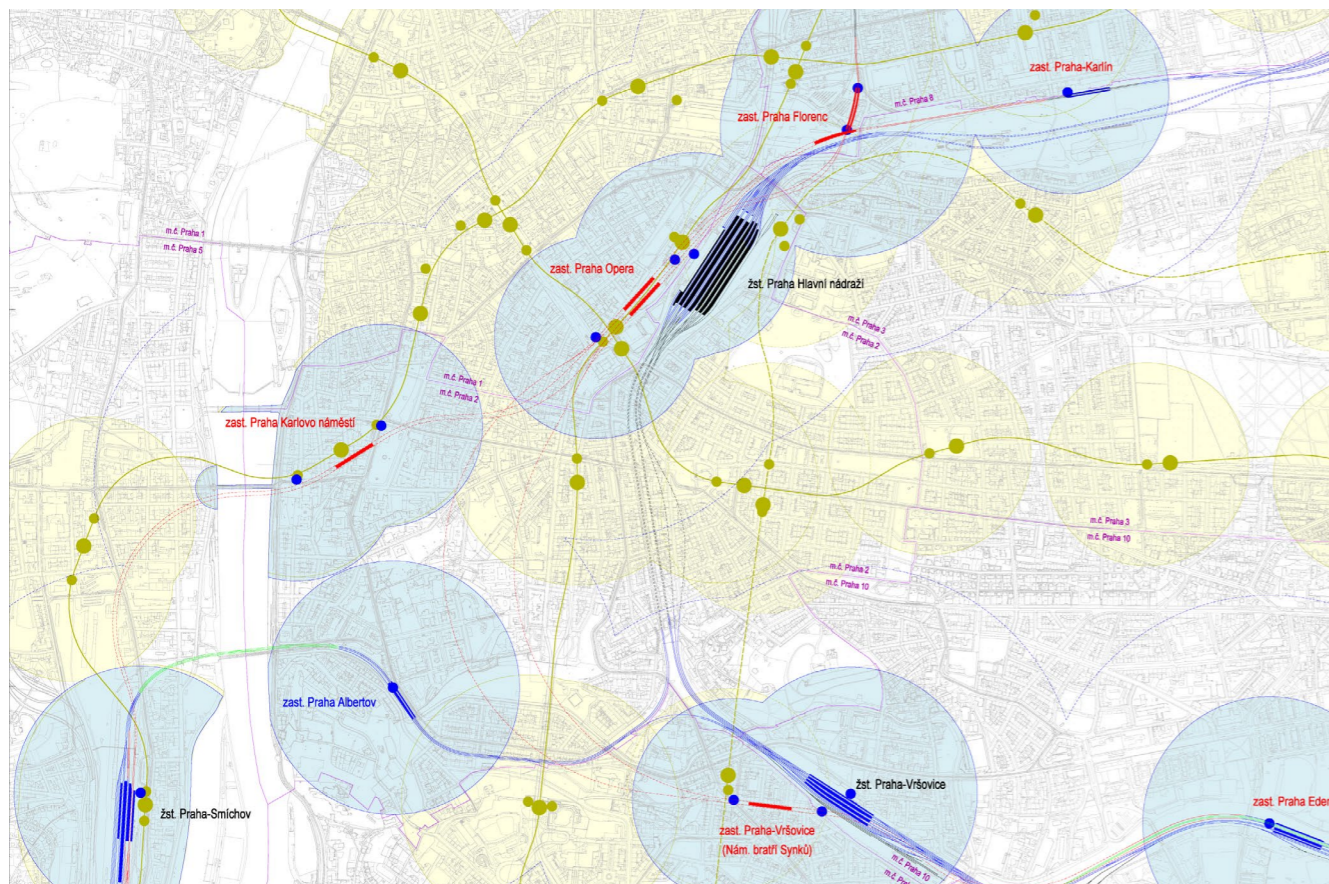 zast. Praha-Karlín
m.č. Praha 8
zast. Praha Florenc
m.č. Praha 1
m.č. Praha 5
zast. Praha Opera
žst. Praha Hlavní nádraží
m.č. Praha 3
m.č. Praha 2
m.č. Praha 1
m.č. Praha 2
zast. Praha Karlovo náměstí
m.č. Praha 3
m.č. Praha 10
m.č. Praha 2
m.č. Praha 10
zast. Praha Albertov
žst. Praha-Vršovice
zast. Praha Eden
žst. Praha-Smíchov
zast. Praha-Vršovice
(Nám. bratří Synků)
m.č. Praha 10
m.č. Pra